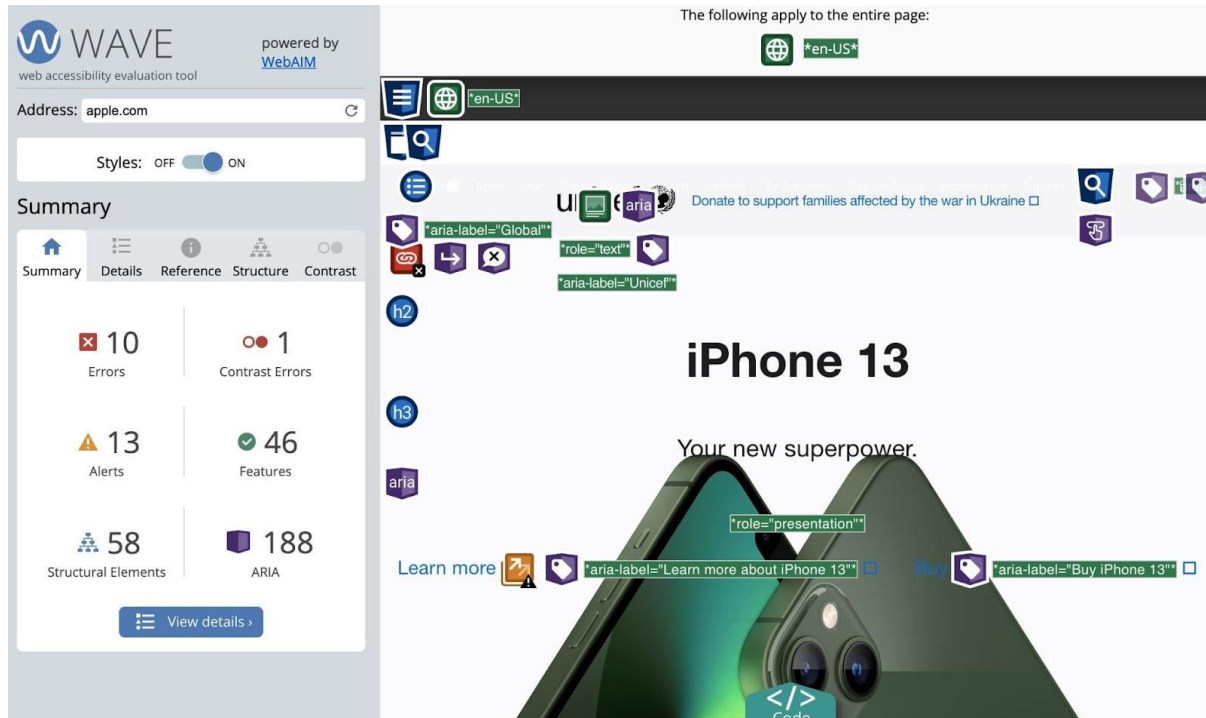 WAVE
powered by
WebAIM
web accessibility evaluation tool
Address: apple.com
Styles: OFF ON
Summary
Summary Details Reference Structure Contrast
10
Errors
1
Contrast Errors
13
Alerts
46
Features
58
Structural Elements
188
ARIA
View details ›
The following apply to the entire page:
*en-US*
*en-US*
aria
Donate to support families affected by the war in Ukraine
*aria-label="Global"*
*role="text"*
*aria-label="Unicef"*
h2
iPhone 13
h3
Your new superpower.
aria
*role="presentation"*
Learn more *aria-label="Learn more about iPhone 13"* Buy *aria-label="Buy iPhone 13"*
</>
Code